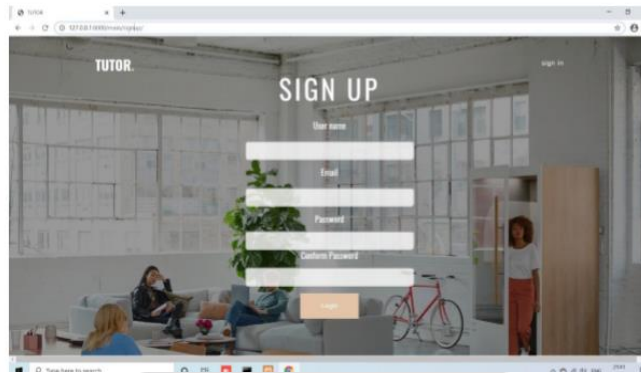 TUTOR
TUTOR.
sign in
SIGN UP
User name
Email
Password
Conform Password
Login
Type here to search